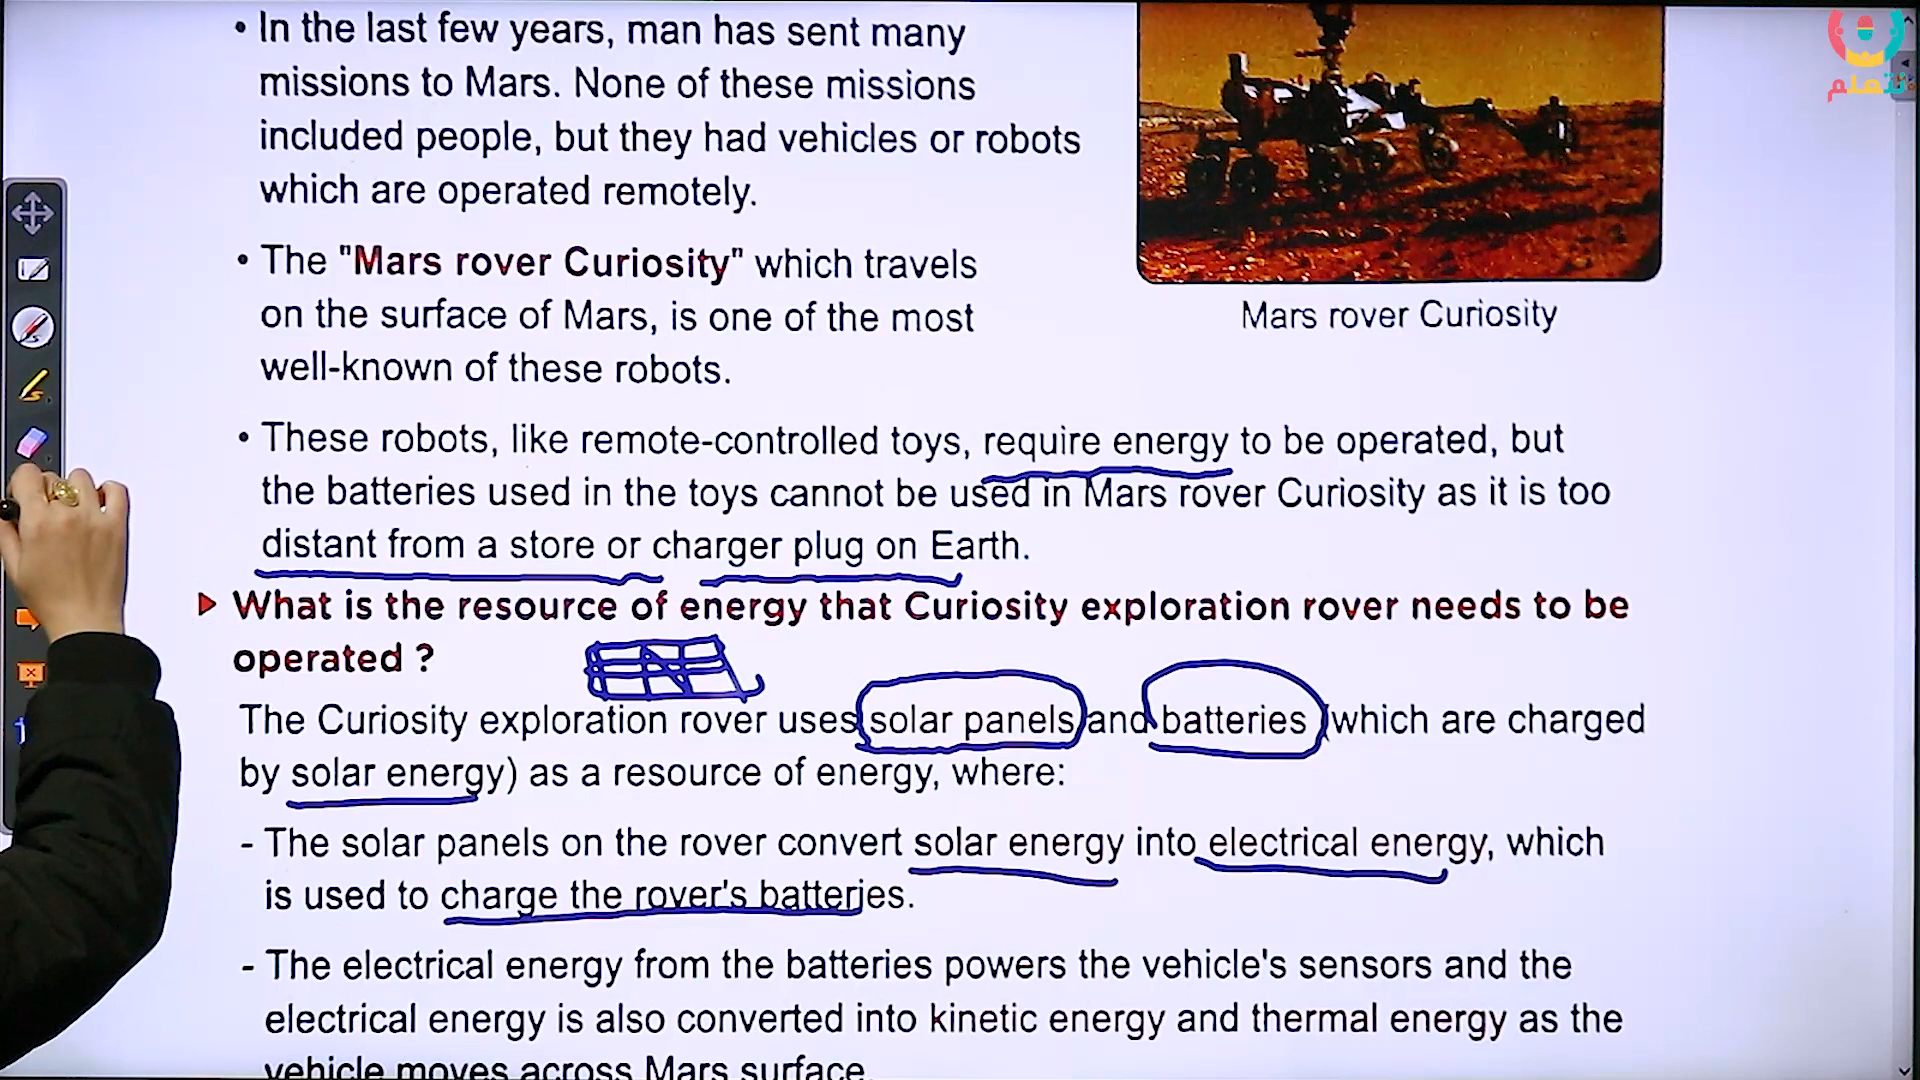 • In the last few years, man has sent many
missions to Mars. None of these missions
included people, but they had vehicles or robots
which are operated remotely.
• The "Mars rover Curiosity" which travels
on the surface of Mars, is one of the most
well-known of these robots.
Mars rover Curiosity
• These robots, like remote-controlled toys, require energy to be operated, but
the batteries used in the toys cannot be used in Mars rover Curiosity as it is too
distant from a store or charger plug on Earth.
What is the resource of energy that Curiosity exploration rover needs to be
operated ?
The Curiosity exploration rover uses solar panels and batteries (which are charged
by solar energy) as a resource of energy, where:
- The solar panels on the rover convert solar energy into electrical energy, which
is used to charge the rover's batteries.
- The electrical energy from the batteries powers the vehicle's sensors and the
electrical energy is also converted into kinetic energy and thermal energy as the
vehicle moves across Mars surface.
نتعلم